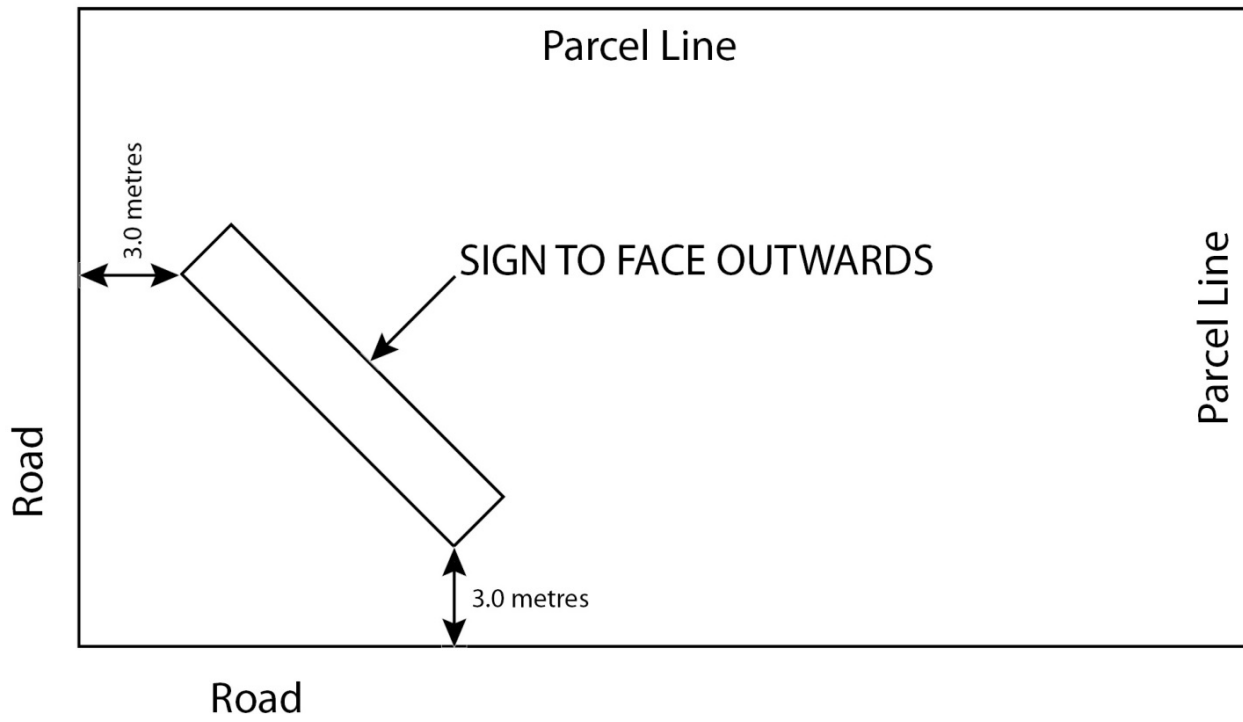 Parcel Line
3.0 metres
SIGN TO FACE OUTWARDS
Parcel Line
Road
3.0 metres
Road